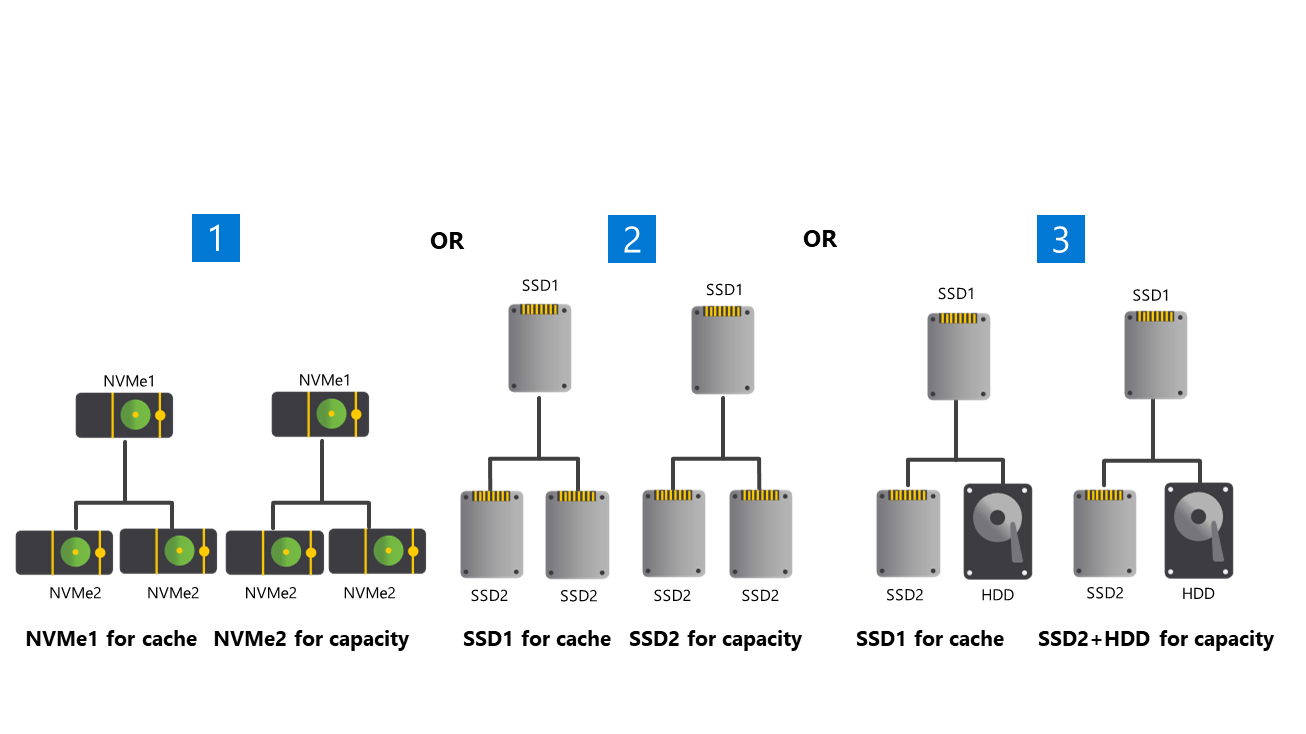 1
OR
2
OR
3
NVMe1
NVMe1
NVMe2
NVMe2
NVMe2
NVMe2
NVMe1 for cache
NVMe2 for capacity
SSD1
SSD1
SSD2
SSD2
SSD2
SSD2
SSD1 for cache
SSD2 for capacity
SSD1
SSD1
SSD2
HDD
SSD2
HDD
SSD1 for cache
SSD2+HDD for capacity